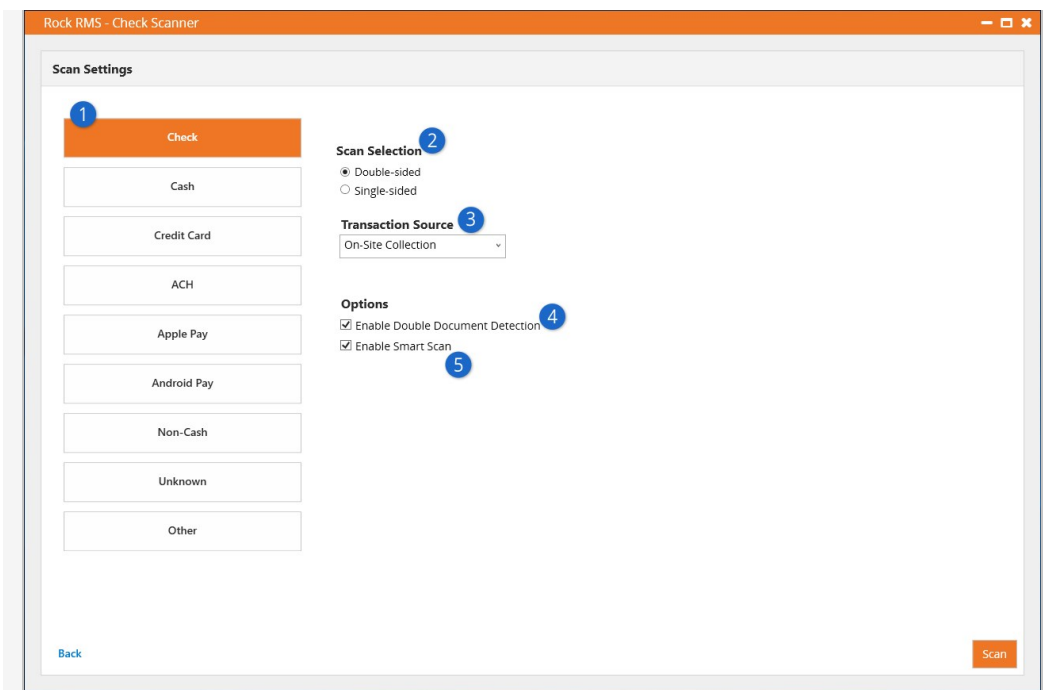 Rock RMS - Check Scanner
Scan Settings
1
Check
Cash
Credit Card
ACH
Apple Pay
Android Pay
Non-Cash
Unknown
Other
Scan Selection 2
Double-sided
Single-sided
Transaction Source 3
On-Site Collection
Options
Enable Double Document Detection 4
Enable Smart Scan
5
Back
Scan